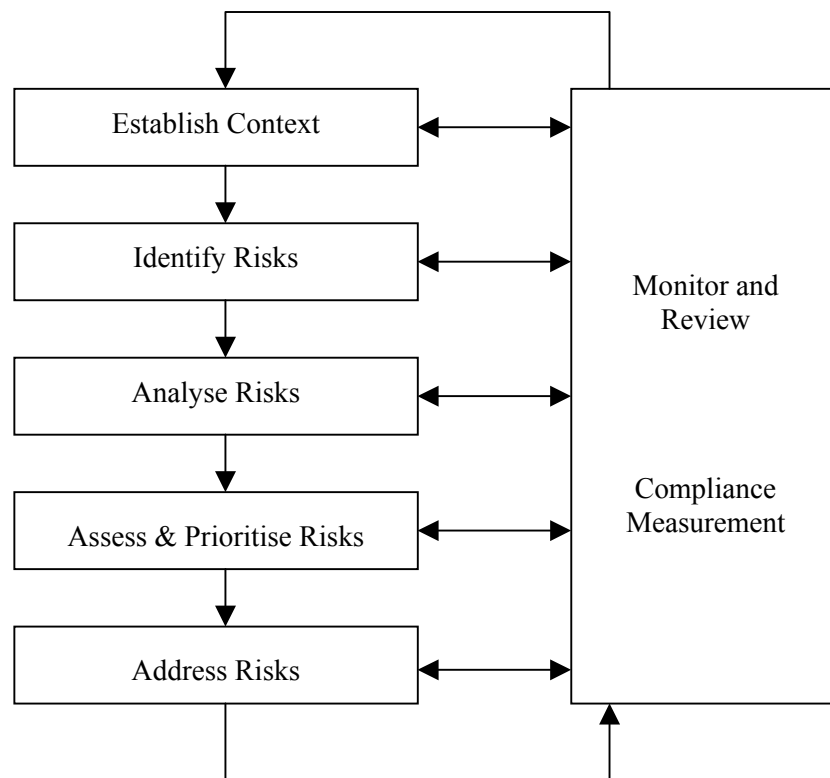 Establish Context
Identify Risks
Analyse Risks
Assess & Prioritise Risks
Address Risks
Monitor and
Review
Compliance
Measurement